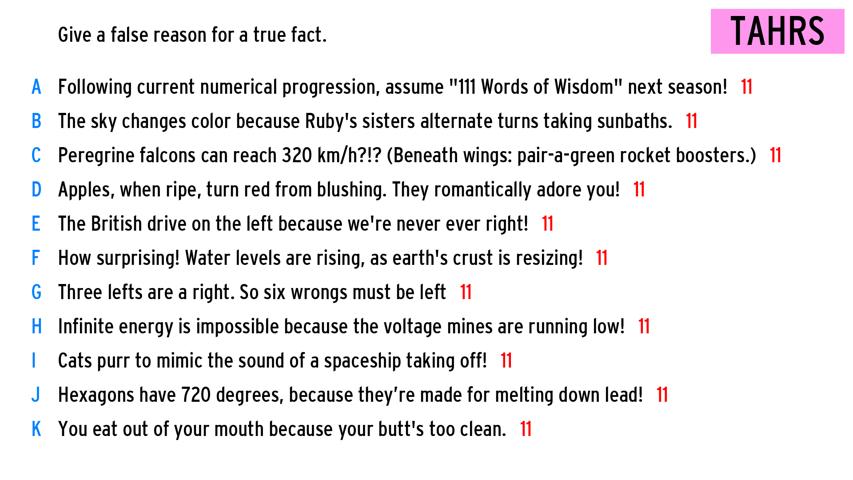 Give a false reason for a true fact.
TAHRS
A Following current numerical progression, assume "111 Words of Wisdom" next season! 11
B The sky changes color because Ruby's sisters alternate turns taking sunbaths. 11
C Peregrine falcons can reach 320 km/h?!? (Beneath wings: pair-a-green rocket boosters.) 11
D Apples, when ripe, turn red from blushing. They romantically adore you! 11
E The British drive on the left because we're never ever right! 11
F How surprising! Water levels are rising, as earth's crust is resizing! 11
G Three lefts are a right. So six wrongs must be left 11
H Infinite energy is impossible because the voltage mines are running low! 11
I Cats purr to mimic the sound of a spaceship taking off! 11
J Hexagons have 720 degrees, because they’re made for melting down lead! 11
K You eat out of your mouth because your butt's too clean. 11